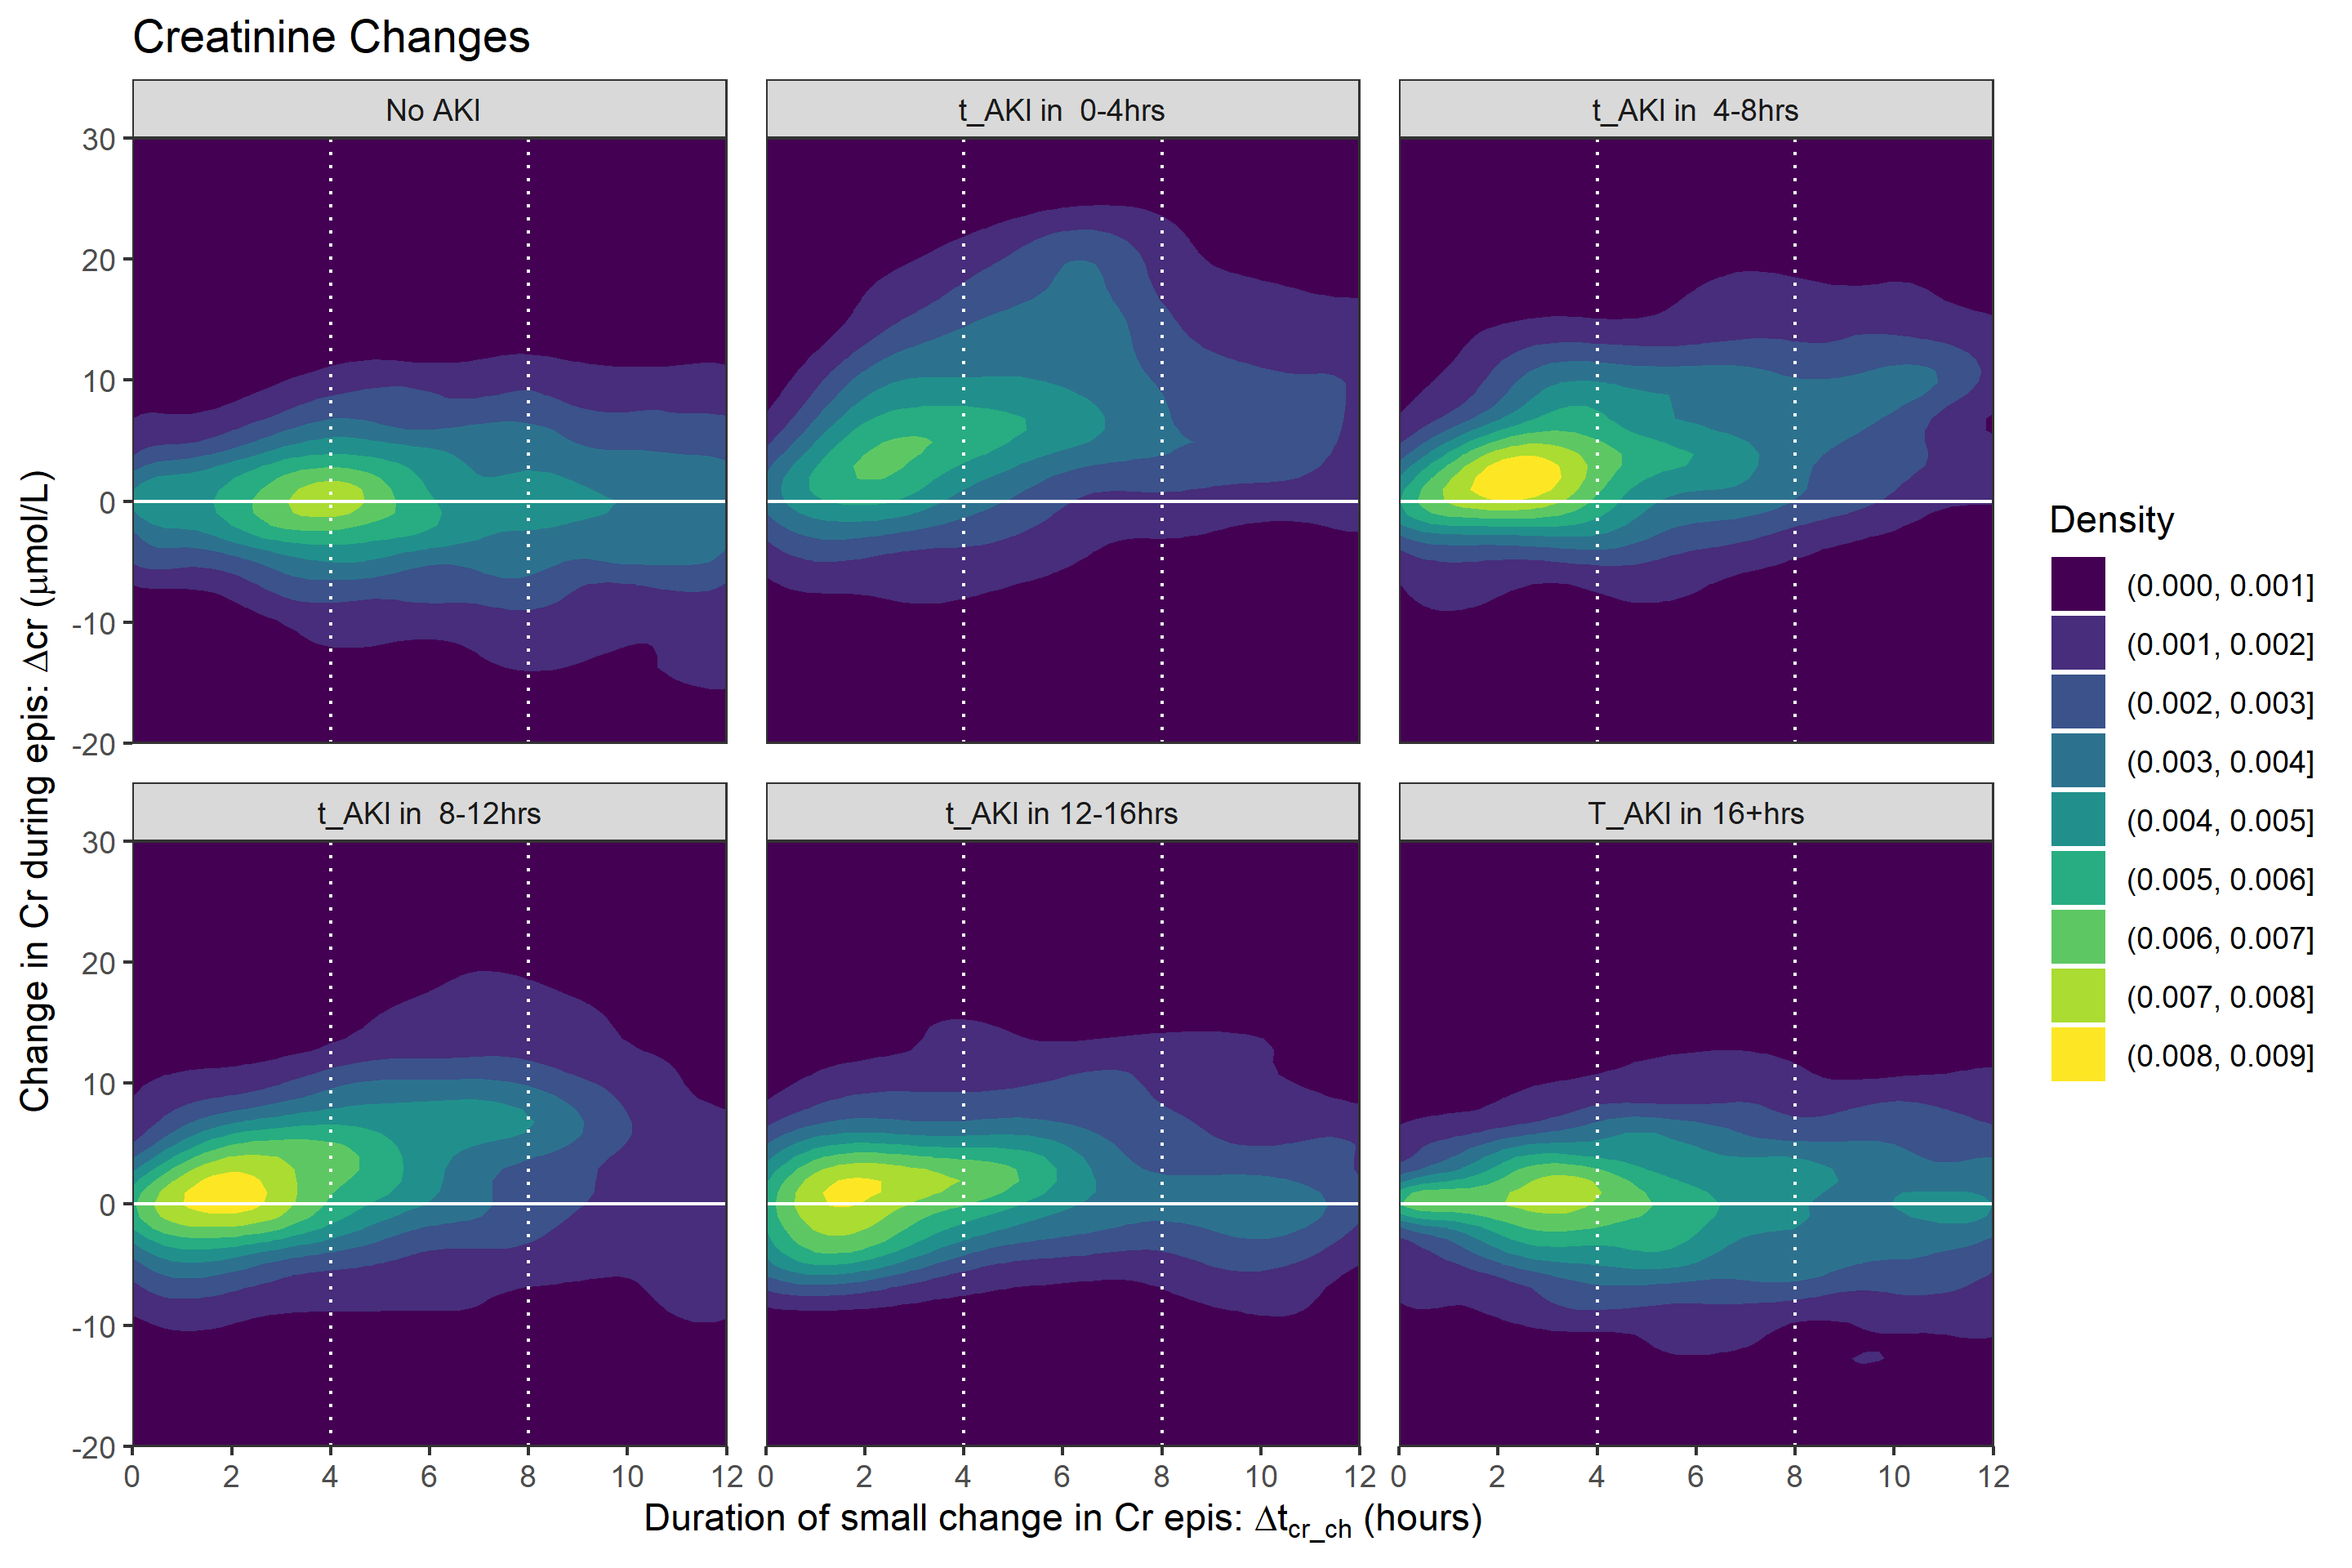 Creatinine Changes
No AKI
t_AKI in  0-4hrs
t_AKI in  4-8hrs
30
20
10
0
-10
-20
t_AKI in  8-12hrs
t_AKI in 12-16hrs
T_AKI in 16+hrs
30
20
10
0
-10
-20
0 2 4 6 8 10 12
0 2 4 6 8 10 12
0 2 4 6 8 10 12
Duration of small change in Cr epis: Δt_cr_ch (hours)
Change in Cr during epis: Δcr (μmol/L)
Density
(0.000, 0.001]
(0.001, 0.002]
(0.002, 0.003]
(0.003, 0.004]
(0.004, 0.005]
(0.005, 0.006]
(0.006, 0.007]
(0.007, 0.008]
(0.008, 0.009]